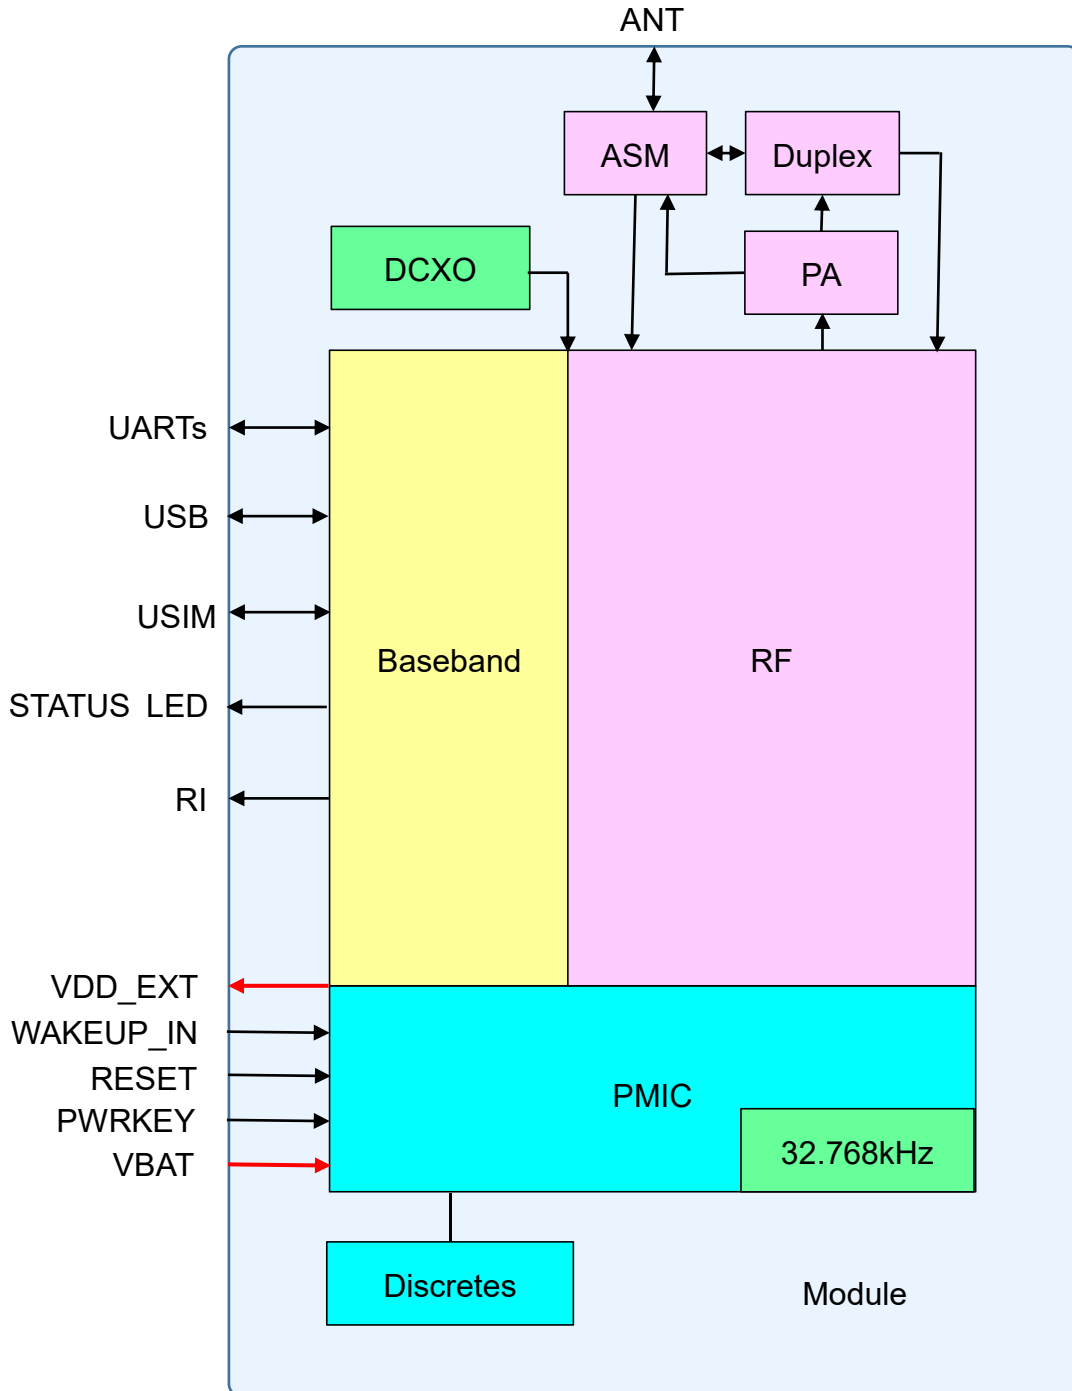 ANT
ASM
Duplex
DCXO
PA
UARTs
USB
USIM
Baseband
RF
STATUS LED
RI
VDD_EXT
WAKEUP_IN
RESET
PMIC
PWRKEY
32.768kHz
VBAT
Discretes
Module